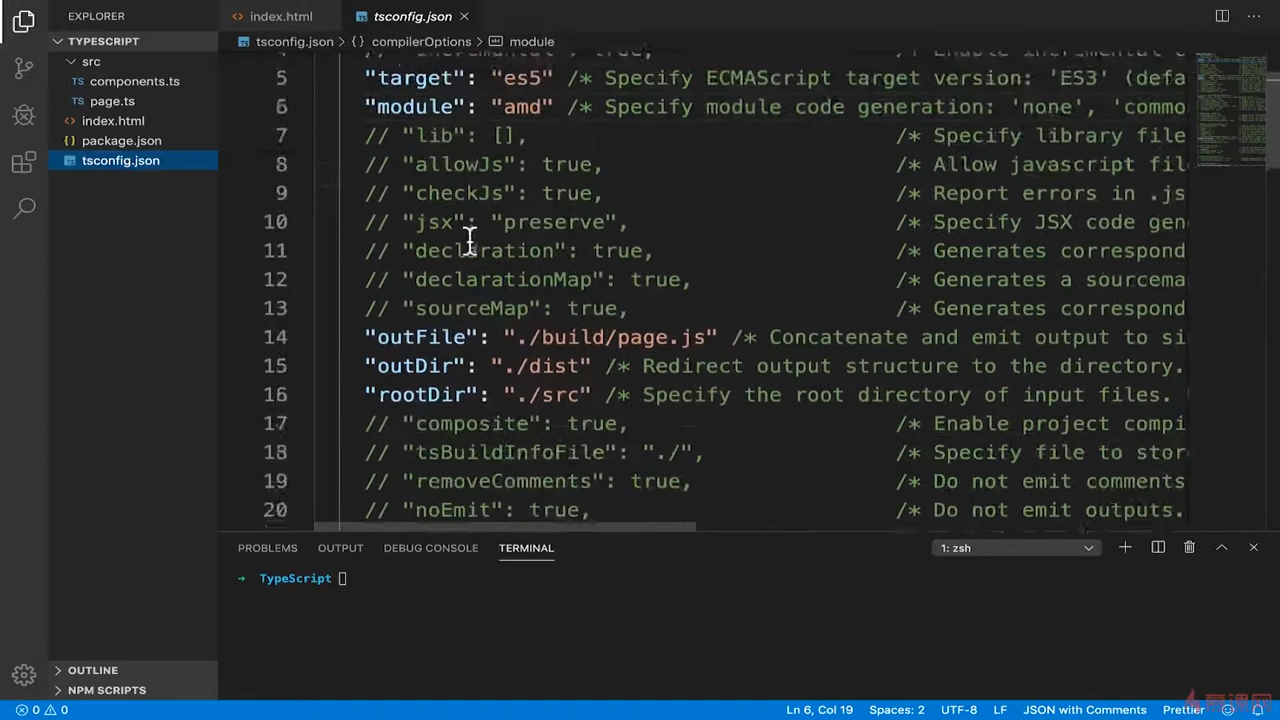 EXPLORER
index.html
tsconfig.json
TYPESCRIPT
tsconfig.json > {} compilerOptions > module
src
components.ts
page.ts
index.html
package.json
tsconfig.json
5 "target": "es5" /* Specify ECMAScript target version: 'ES3' (defa
6 "module": "amd" /* Specify module code generation: 'none', 'commo
7 // "lib": [], /* Specify library file
8 // "allowJs": true, /* Allow javascript fil
9 // "checkJs": true, /* Report errors in .js
10 // "jsx": "preserve", /* Specify JSX code gen
11 // "declaration": true, /* Generates correspond
12 // "declarationMap": true, /* Generates a sourcema
13 // "sourceMap": true, /* Generates correspond
14 "outFile": "./build/page.js" /* Concatenate and emit output to si
15 "outDir": "./dist" /* Redirect output structure to the directory.
16 "rootDir": "./src" /* Specify the root directory of input files.
17 // "composite": true, /* Enable project compi
18 // "tsBuildInfoFile": "./", /* Specify file to stor
19 // "removeComments": true, /* Do not emit comments
20 // "noEmit": true, /* Do not emit outputs.
PROBLEMS OUTPUT DEBUG CONSOLE TERMINAL
1: zsh
→ TypeScript
OUTLINE
NPM SCRIPTS
0 0
Ln 6, Col 19 Spaces: 2 UTF-8 LF JSON with Comments Prettier
慕课网